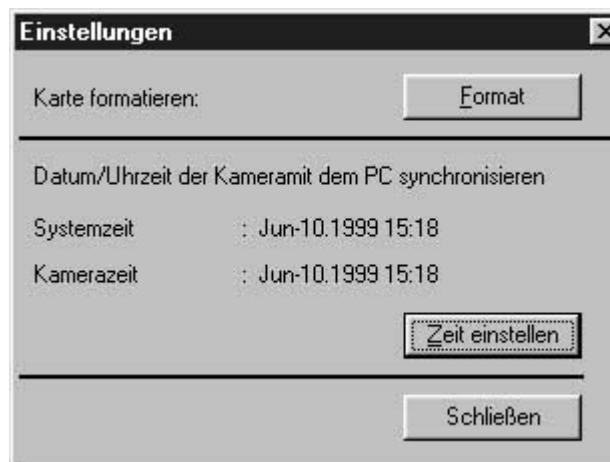 Einstellungen
Karte formatieren: Format
Datum/Uhrzeit der Kameramit dem PC synchronisieren
Systemzeit : Jun-10.1999 15:18
Kamerazeit : Jun-10.1999 15:18
Zeit einstellen
Schließen